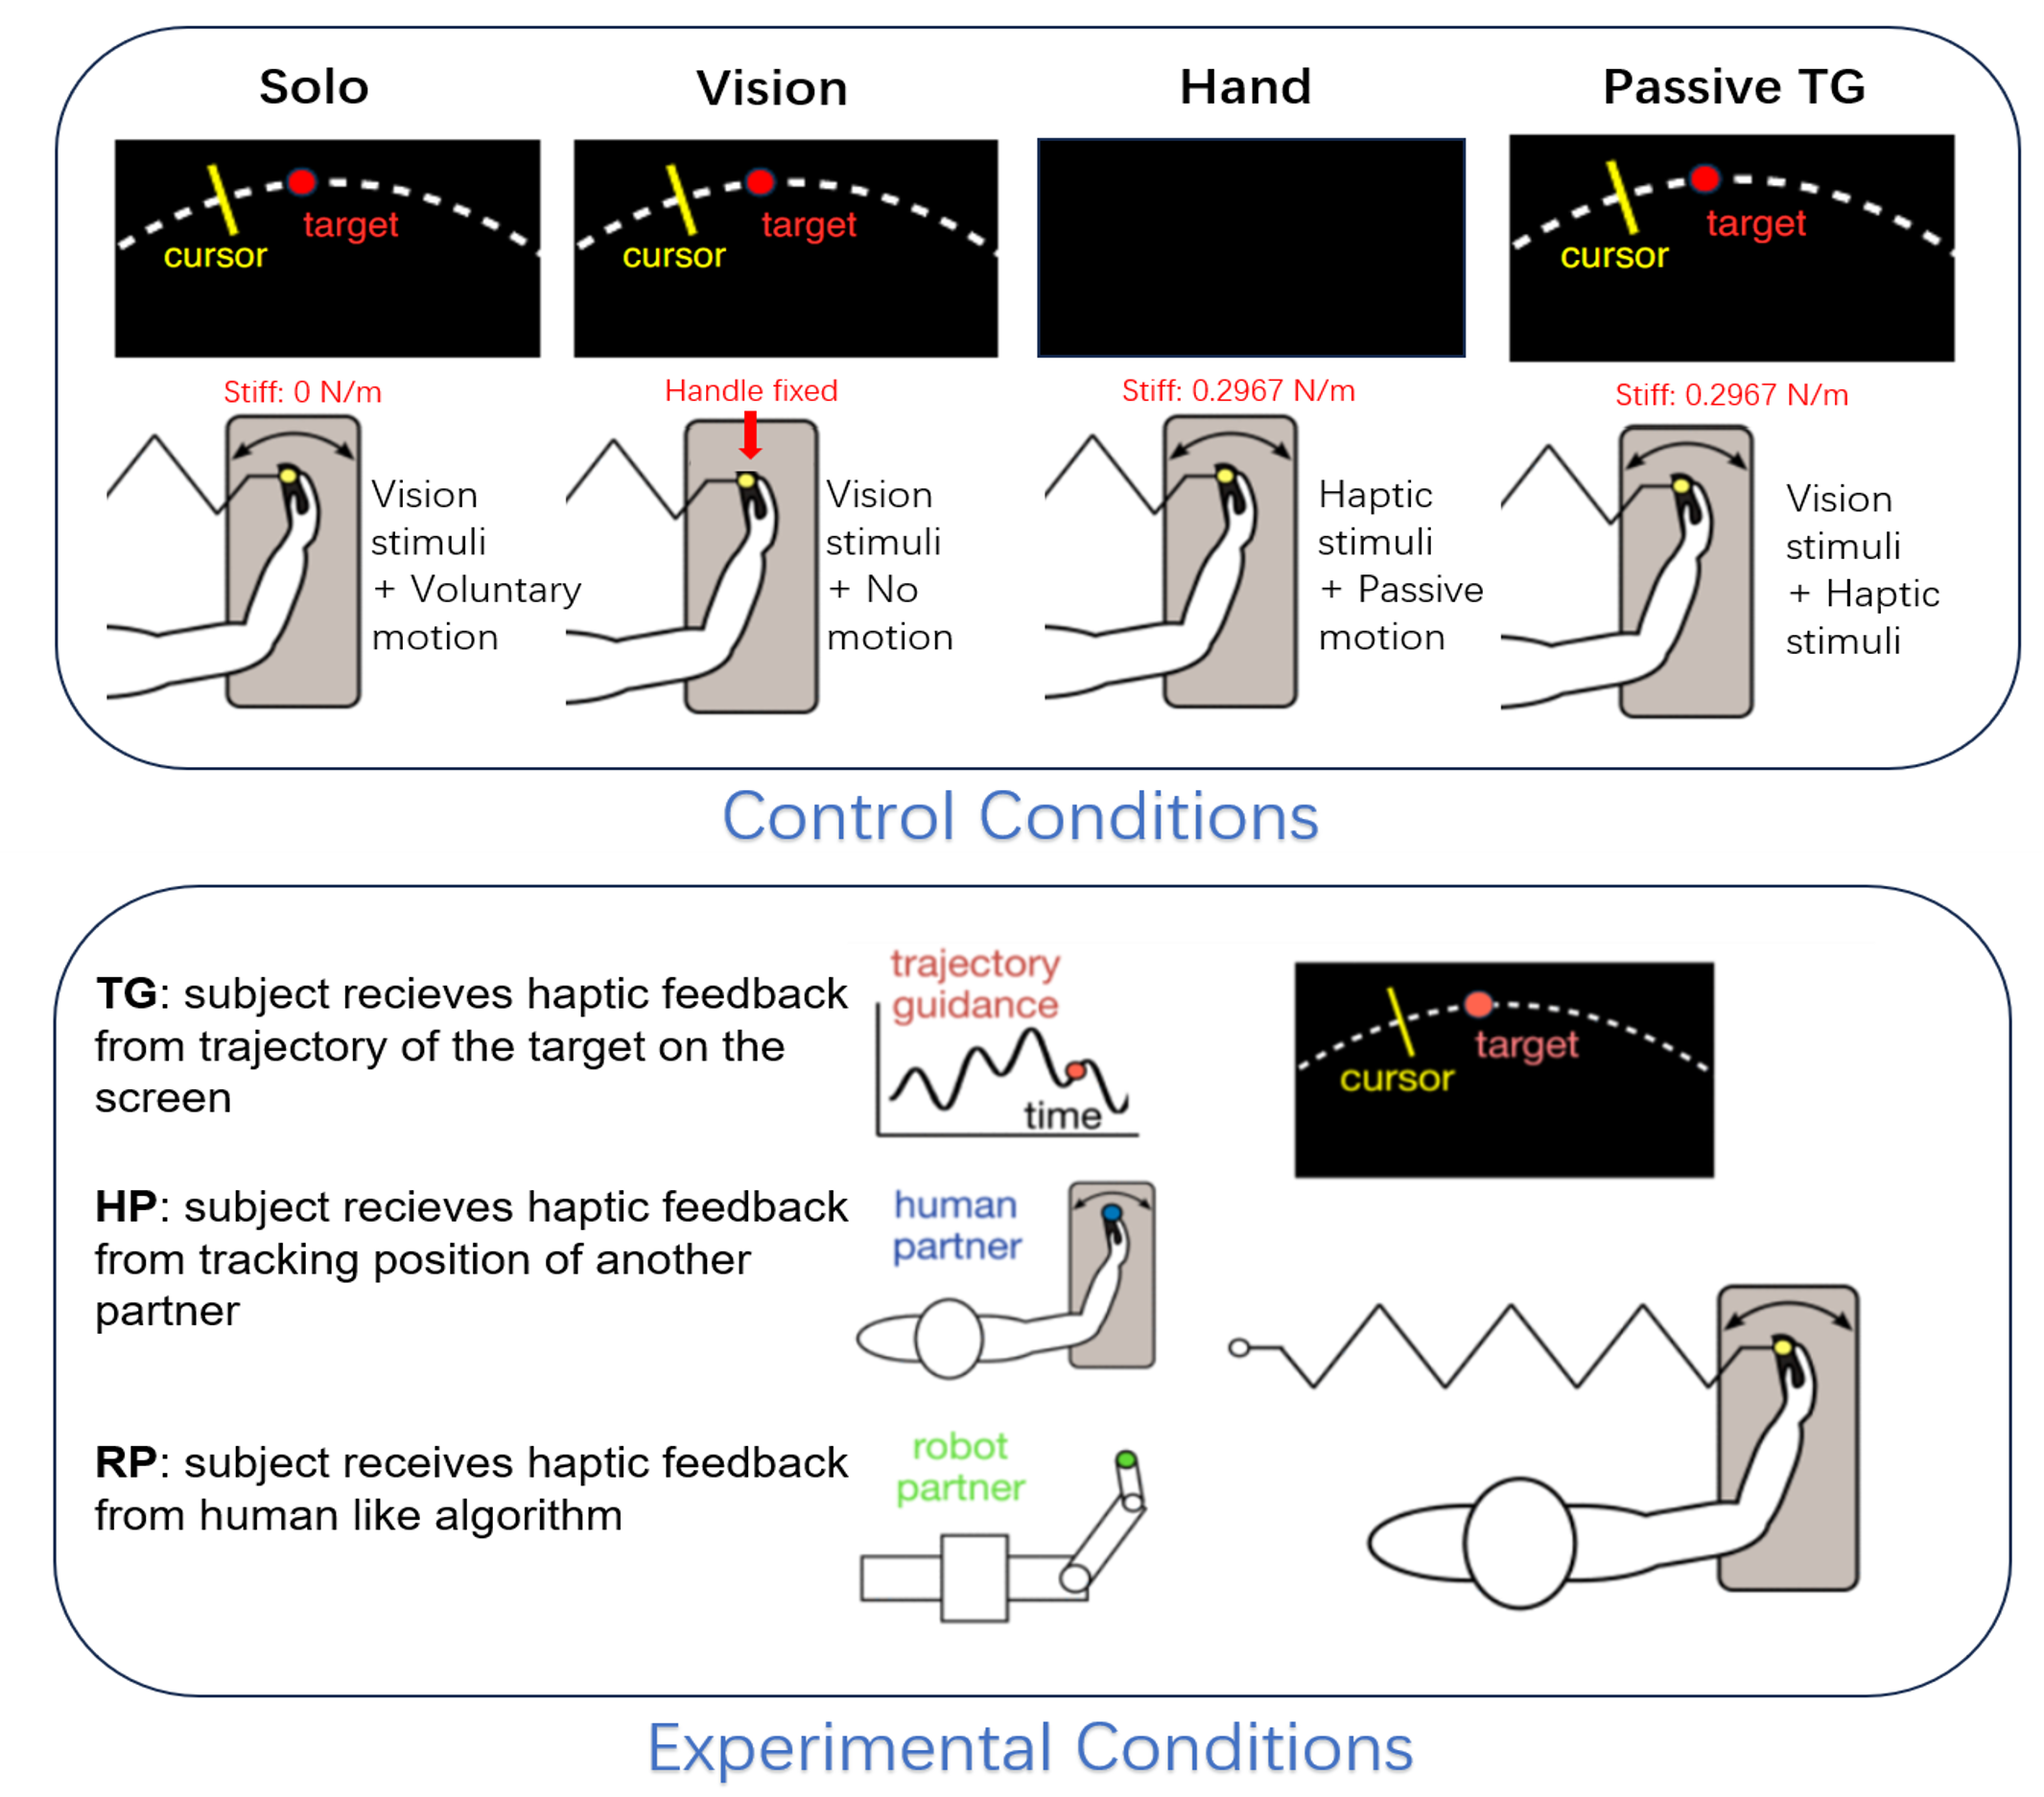 Solo
Vision
Hand
Passive TG
cursor
target
cursor
target
cursor
target
Stiff: 0 N/m
Handle fixed
Stiff: 0.2967 N/m
Stiff: 0.2967 N/m
Vision
stimuli
+ Voluntary
motion
Vision
stimuli
+ No
motion
Haptic
stimuli
+ Passive
motion
Vision
stimuli
+ Haptic
stimuli
Control Conditions
TG: subject recieves haptic feedback
from trajectory of the target on the
screen
trajectory
guidance
time
target
cursor
HP: subject recieves haptic feedback
from tracking position of another
partner
human
partner
RP: subject receives haptic feedback
from human like algorithm
robot
partner
Experimental Conditions